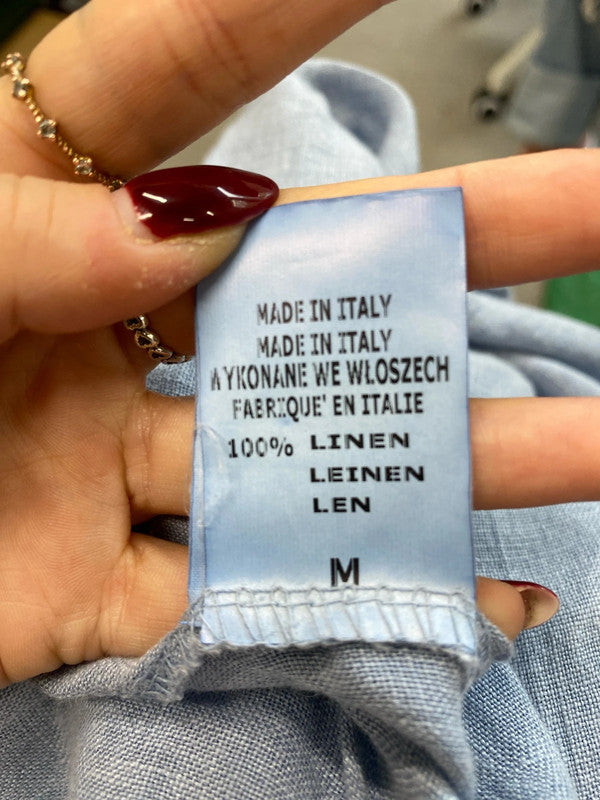 MADE IN ITALY
MADE IN ITALY
WYKONANE WE WŁOSZECH
FABRIQUE' EN ITALIE
100% LINEN
LEINEN
LEN
M